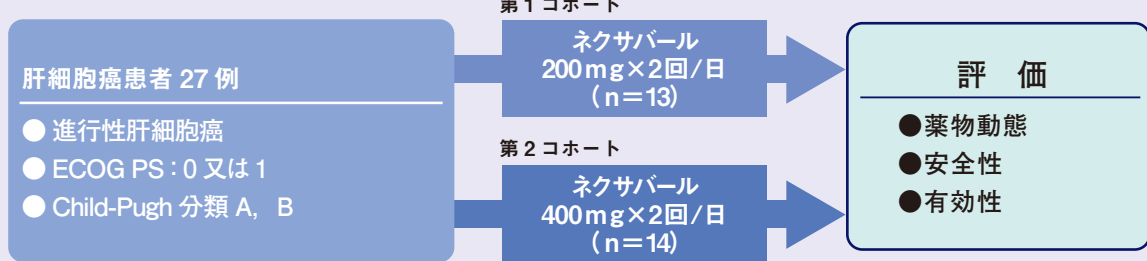 肝細胞癌患者 27 例
● 進行性肝細胞癌
● ECOG PS：0 又は 1
● Child-Pugh 分類 A， B
第 1 コホート
ネクサバール
200mg×2回/日
（n＝13）
第 2 コホート
ネクサバール
400mg×2回/日
（n＝14）
評　価
●薬物動態
●安全性
●有効性